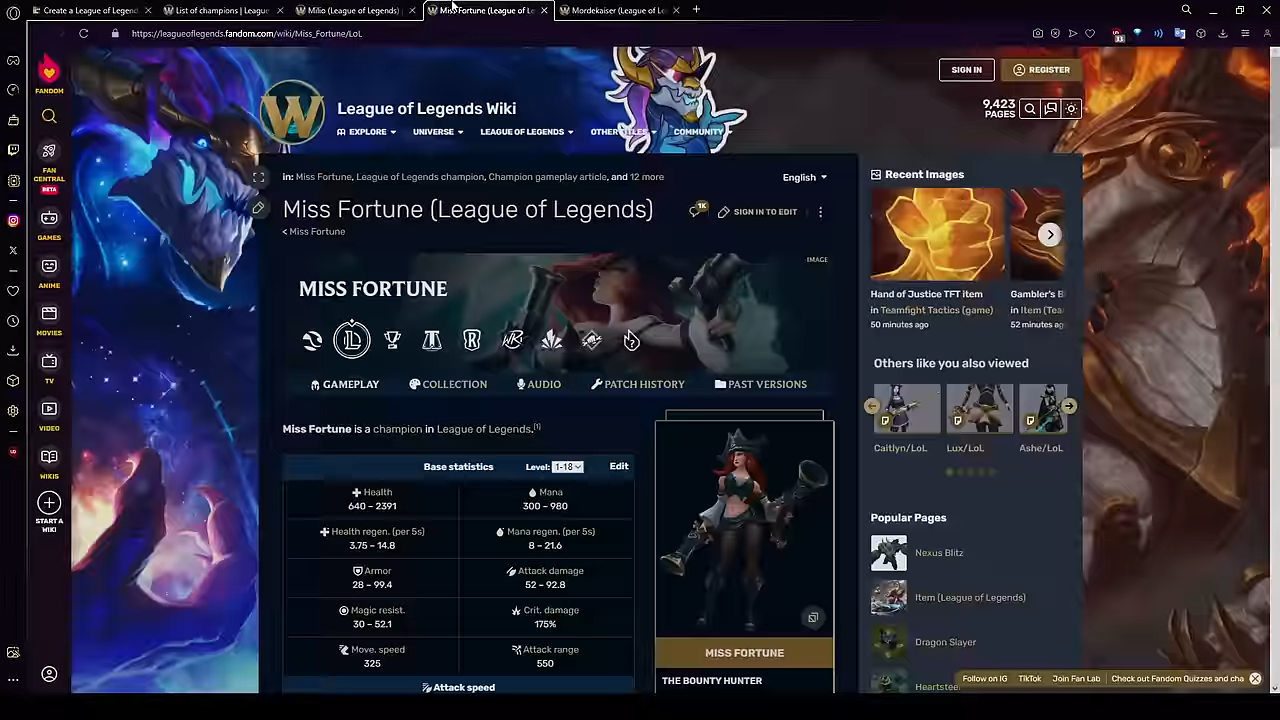 Create a League of Legend
List of champions | League
Milio (League of Legends)
Miss Fortune (League of Le
Mordekaiser (League of Le
https://leagueoflegends.fandom.com/wiki/Miss_Fortune/LoL
FANDOM
FAN CENTRAL
BETA
GAMES
ANIME
MOVIES
TV
VIDEO
WIKIS
START A WIKI
SIGN IN
REGISTER
League of Legends Wiki
9,423 PAGES
EXPLORE
UNIVERSE
LEAGUE OF LEGENDS
OTHER TITLES
COMMUNITY
in: Miss Fortune, League of Legends champion, Champion gameplay article, and 12 more
English
Miss Fortune (League of Legends)
1K
SIGN IN TO EDIT
< Miss Fortune
IMAGE
MISS FORTUNE
GAMEPLAY
COLLECTION
AUDIO
PATCH HISTORY
PAST VERSIONS
Miss Fortune is a champion in League of Legends.[1]
Base statistics
Level: 1-18
Edit
Health
640 – 2391
Mana
300 – 980
Health regen. (per 5s)
3.75 – 14.8
Mana regen. (per 5s)
8 – 21.6
Armor
28 – 99.4
Attack damage
52 – 92.8
Magic resist.
30 – 52.1
Crit. damage
175%
Move. speed
325
Attack range
550
Attack speed
MISS FORTUNE
THE BOUNTY HUNTER
Recent Images
Hand of Justice TFT item
in Teamfight Tactics (game)
50 minutes ago
Gambler's B
in Item (Tea
52 minutes ag
Others like you also viewed
Caitlyn/LoL
Lux/LoL
Ashe/LoL
Popular Pages
Nexus Blitz
Item (League of Legends)
Dragon Slayer
Heartstee
Follow on IG
TikTok
Join Fan Lab
Check out Fandom Quizzes and cha